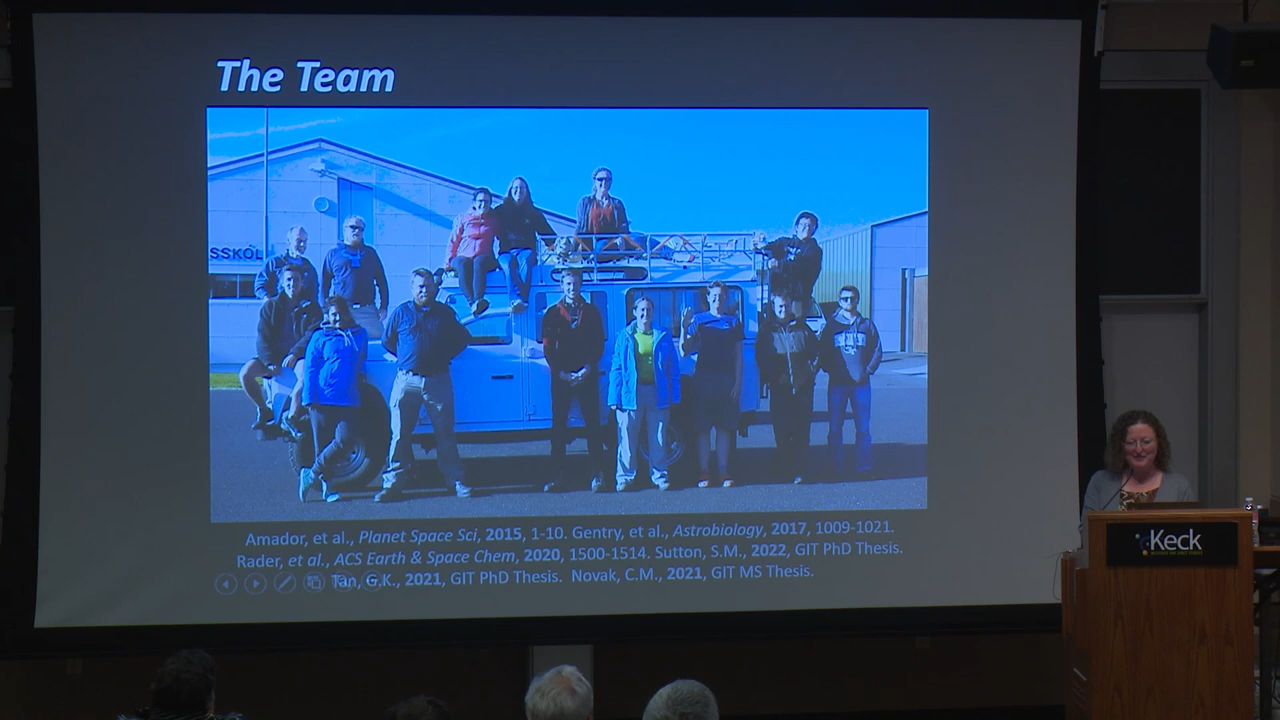 The Team
SSKÓL
Amador, et al., Planet Space Sci, 2015, 1-10. Gentry, et al., Astrobiology, 2017, 1009-1021.
Rader, et al., ACS Earth & Space Chem, 2020, 1500-1514. Sutton, S.M., 2022, GIT PhD Thesis.
Tan, G.K., 2021, GIT PhD Thesis. Novak, C.M., 2021, GIT MS Thesis.
Keck